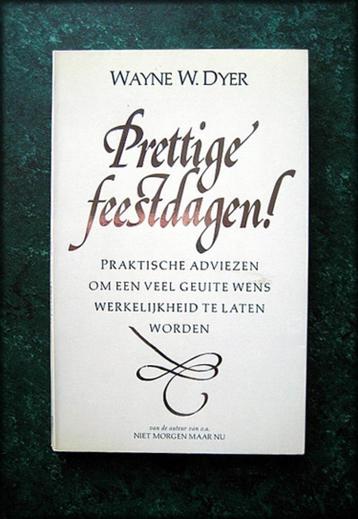 WAYNE W. DYER
Prettige
feestdagen!
PRAKTISCHE ADVIEZEN
OM EEN VEEL GEUITE WENS
WERKELIJKHEID TE LATEN
WORDEN
van de auteur van o.a.
NIET MORGEN MAAR NU